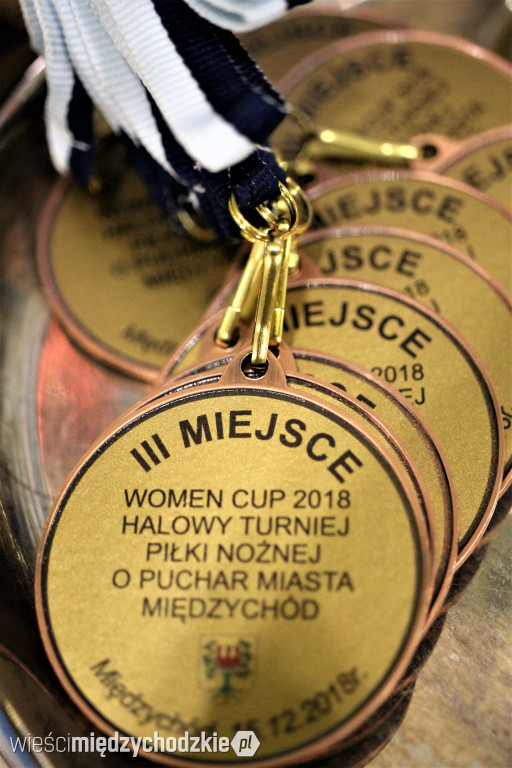 III MIEJSCE
WOMEN CUP 2018
HALOWY TURNIEJ
PIŁKI NOŻNEJ
O PUCHAR MIASTA
MIĘDZYCHÓD
Międzychód, 15.12.2018r.
MIEJSCE
MIEJSCE
MIEJSCE
2018
wieścimiędzychodzkie.pl